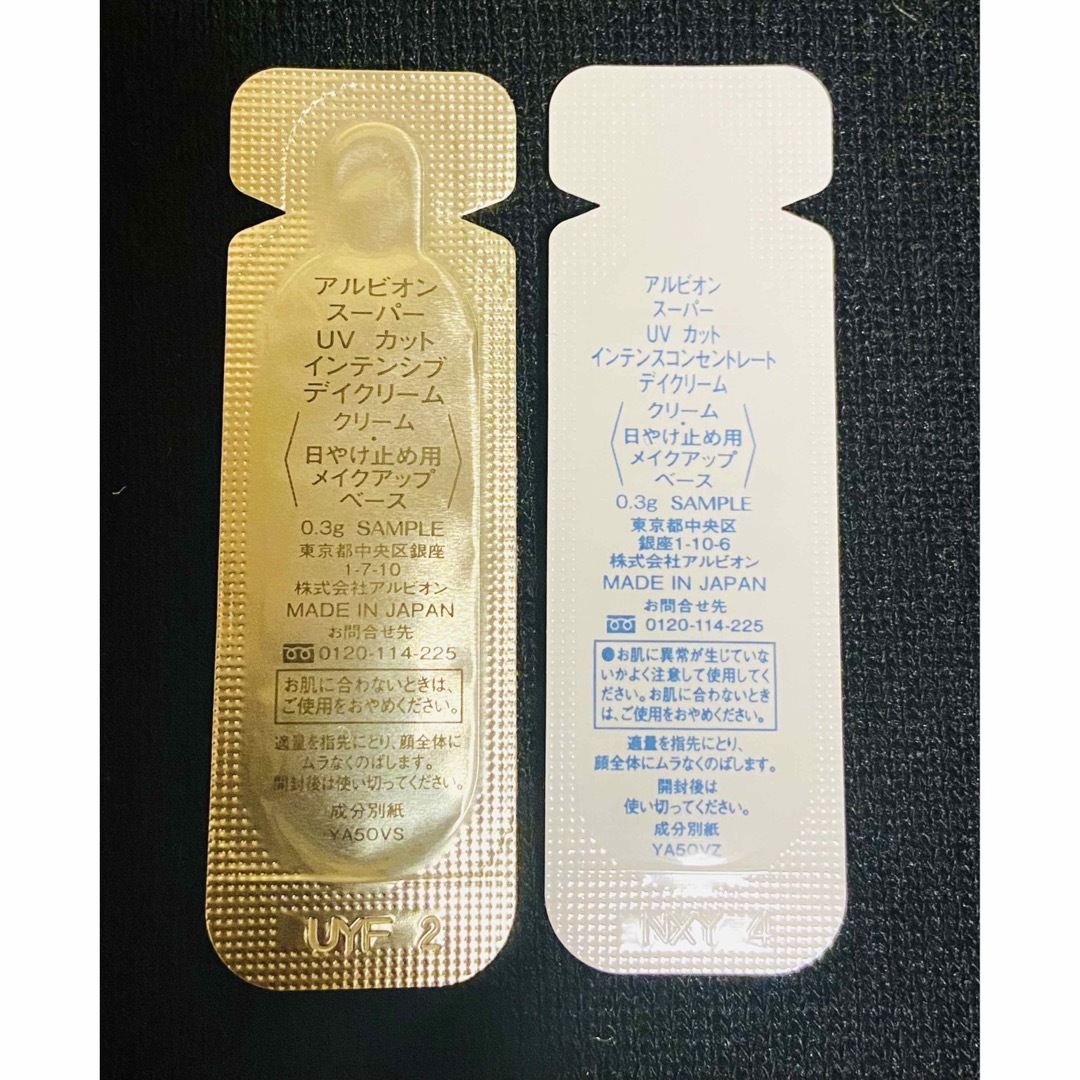 アルビオン
スーパー
UV カット
インテンシブ
デイクリーム
クリーム
・
日やけ止め用
メイクアップ
ベース
0.3g SAMPLE
東京都中央区銀座
1-7-10
株式会社アルビオン
MADE IN JAPAN
お問合せ先
0120-114-225
お肌に合わないときは、
ご使用をおやめください。
適量を指先にとり、顔全体に
ムラなくのばします。
開封後は使い切ってください。
成分別紙
YA50VS
UYF 2
アルビオン
スーパー
UV カット
インテンスコンセントレート
デイクリーム
クリーム
・
日やけ止め用
メイクアップ
ベース
0.3g SAMPLE
東京都中央区
銀座1-10-6
株式会社アルビオン
MADE IN JAPAN
お問合せ先
0120-114-225
●お肌に異常が生じていな
いかよく注意して使用してく
ださい。お肌に合わないとき
は、ご使用をおやめください。
適量を指先にとり、
顔全体にムラなくのばします。
開封後は
使い切ってください。
成分別紙
YA50VZ
NXY 4